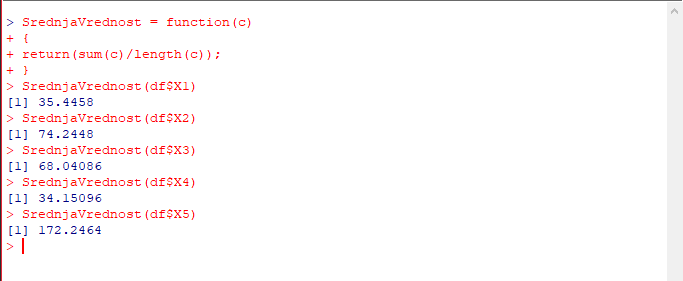 > SrednjaVrednost = function(c)
+ {
+ return(sum(c)/length(c));
+ }
> SrednjaVrednost(df$X1)
[1] 35.4458
> SrednjaVrednost(df$X2)
[1] 74.2448
> SrednjaVrednost(df$X3)
[1] 68.04086
> SrednjaVrednost(df$X4)
[1] 34.15096
> SrednjaVrednost(df$X5)
[1] 172.2464
>